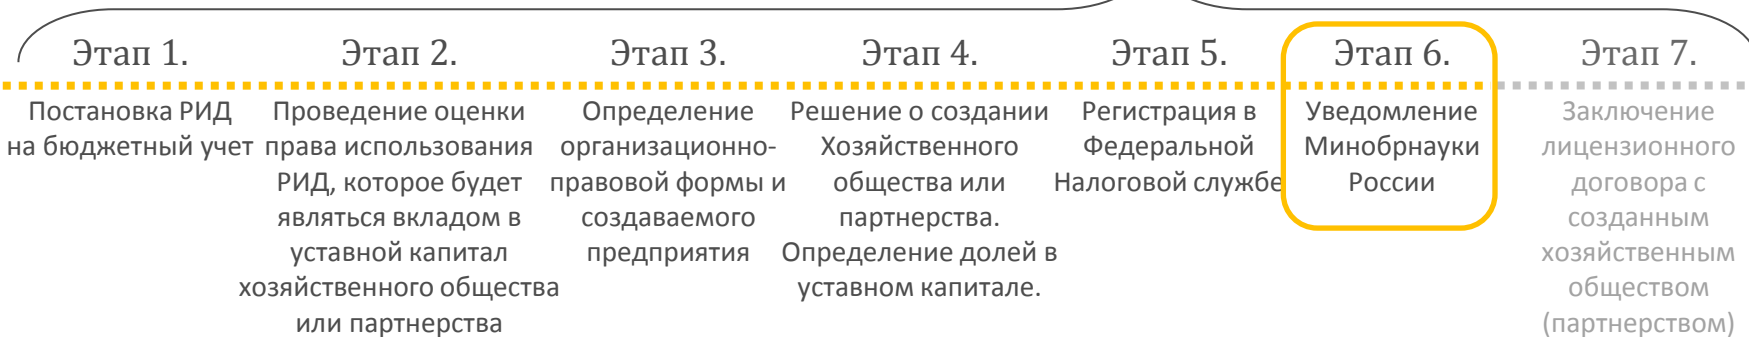 Этап 1.
Постановка РИД
на бюджетный учет
Этап 2.
Проведение оценки
права использования
РИД, которое будет
являться вкладом в
уставной капитал
хозяйственного общества
или партнерства
Этап 3.
Определение
организационно-
правовой формы и
создаваемого
предприятия
Этап 4.
Решение о создании
Хозяйственного
общества или
партнерства.
Определение долей в
уставном капитале.
Этап 5.
Регистрация в
Федеральной
Налоговой службе
Этап 6.
Уведомление
Минобрнауки
России
Этап 7.
Заключение
лицензионного
договора с
созданным
хозяйственным
обществом
(партнерством)